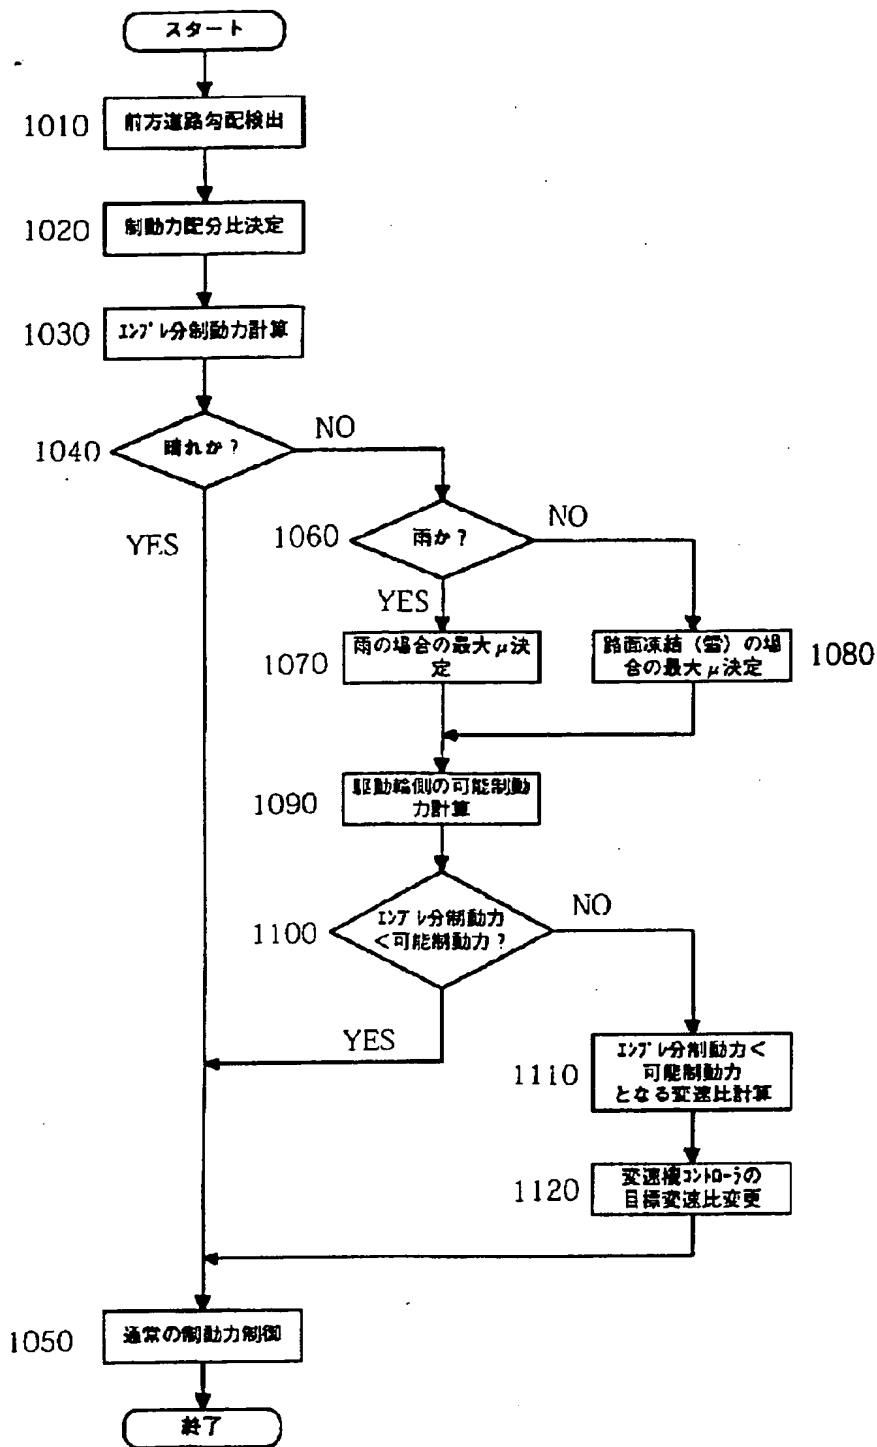 スタート
1010
前方道路勾配検出
1020
制動力配分比決定
1030
エンブレ分制動力計算
1040
晴れか？
NO
YES
1060
雨か？
NO
YES
1070
雨の場合の最大μ決
定
路面凍結（雪）の場
合の最大μ決定
1080
1090
駆動輪側の可能制動
力計算
1100
エンブレ分制動力
＜可能制動力？
NO
YES
1110
エンブレ分制動力＜
可能制動力
となる変速比計算
1120
変速機コントローラの
目標変速比変更
1050
通常の制動力制御
終了